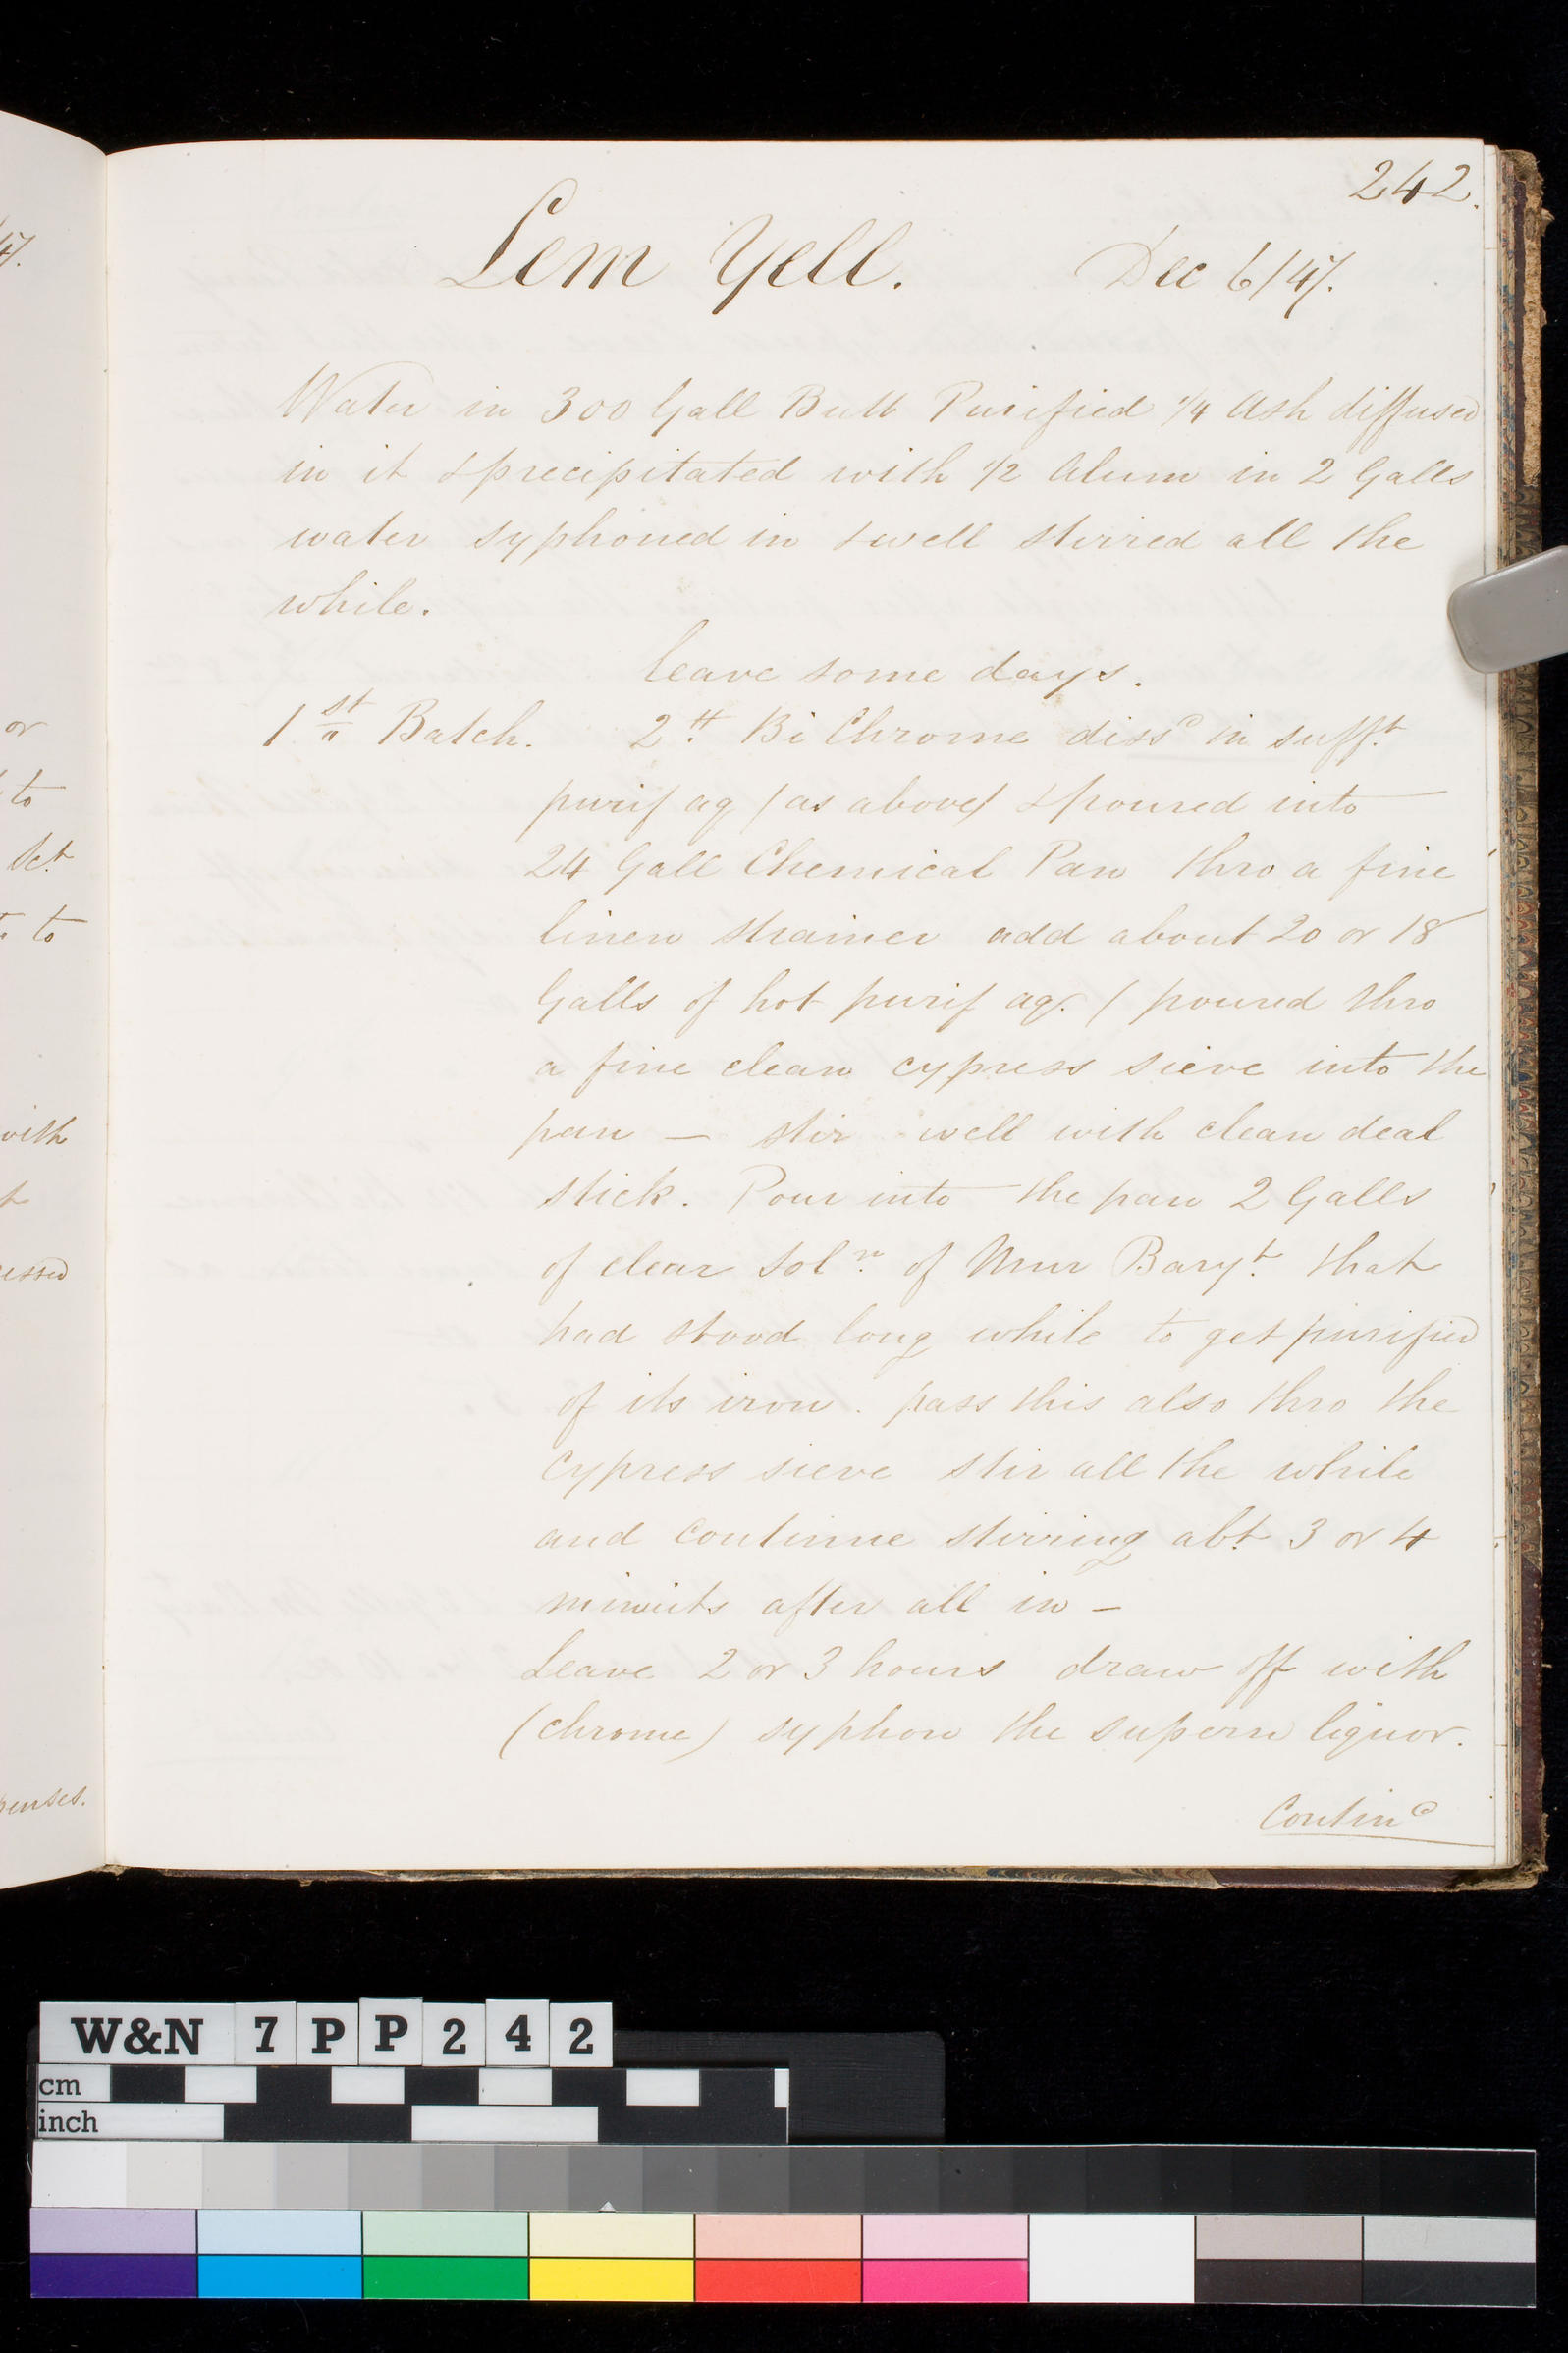 242.
Lem Yell. Dec 6/47.
Water in 300 Gall Butt Purified 1/4 Ash diffused
in it & precipitated with 1/2 Alum in 2 Galls
water syphoned in & well stirred all the
while.
leave some days.
1st Batch. 2 tt. Bi Chrome dissd in sufft
purif aq (as above) & poured into
24 Gall Chemical Pan thro a fine
linen strainer add about 20 or 18
Galls of hot purif aq. (poured thro
a fine clean cypress sieve into the
pan — stir well with clean deal
stick. Pour into the pan 2 Galls
of clear Soln. of Mur Baryt. that
had stood long while to get purified
of its iron. pass this also thro the
cypress sieve stir all the while
and continue stirring abt 3 or 4
minuits after all in —
Leave 2 or 3 hours draw off with
(chrome) syphon the supern liquor.
Contind
47.
or
to
Set
to
with
essed
penses.
W&N 7PP242
cm
inch